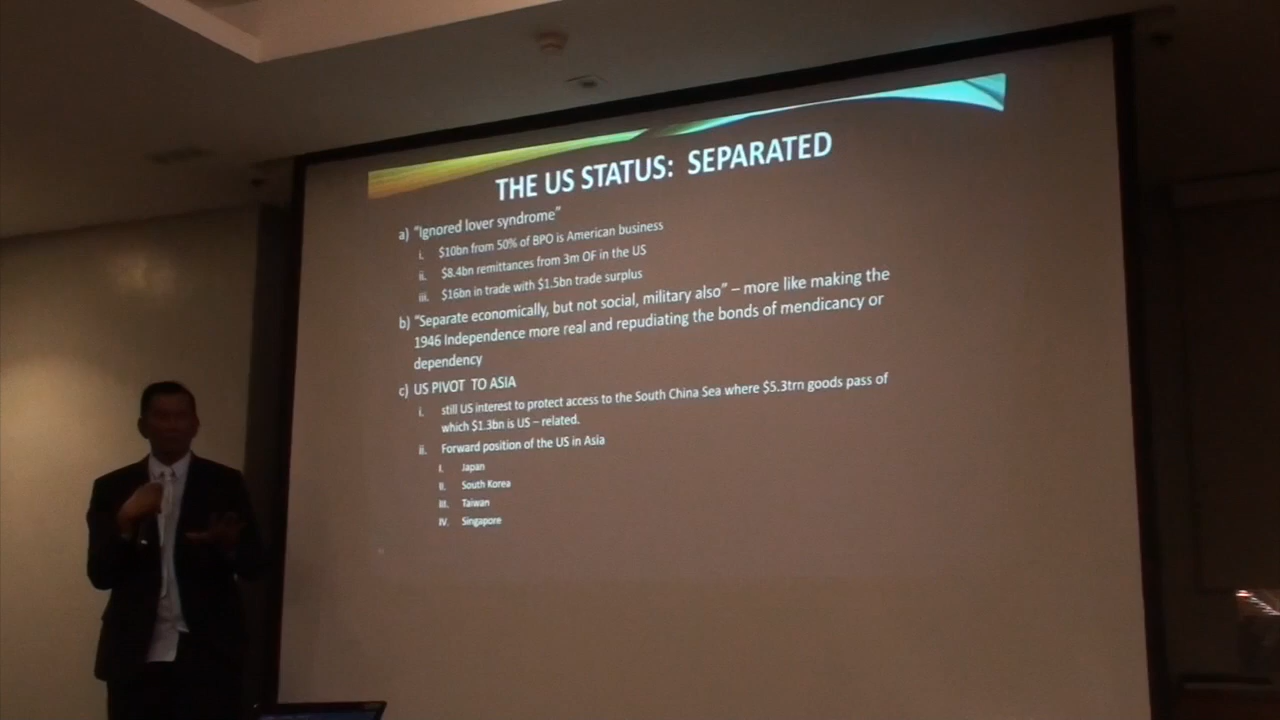 THE US STATUS: SEPARATED
a) "Ignored lover syndrome"
i. $10bn from 50% of BPO is American business
ii. $8.4bn remittances from 3m OF in the US
iii. $16bn in trade with $1.5bn trade surplus
b) "Separate economically, but not social, military also" – more like making the
1946 Independence more real and repudiating the bonds of mendicancy or
dependency
c) US PIVOT TO ASIA
i. still US interest to protect access to the South China Sea where $5.3trn goods pass of
which $1.3bn is US – related.
ii. Forward position of the US in Asia
I. Japan
II. South Korea
III. Taiwan
IV. Singapore